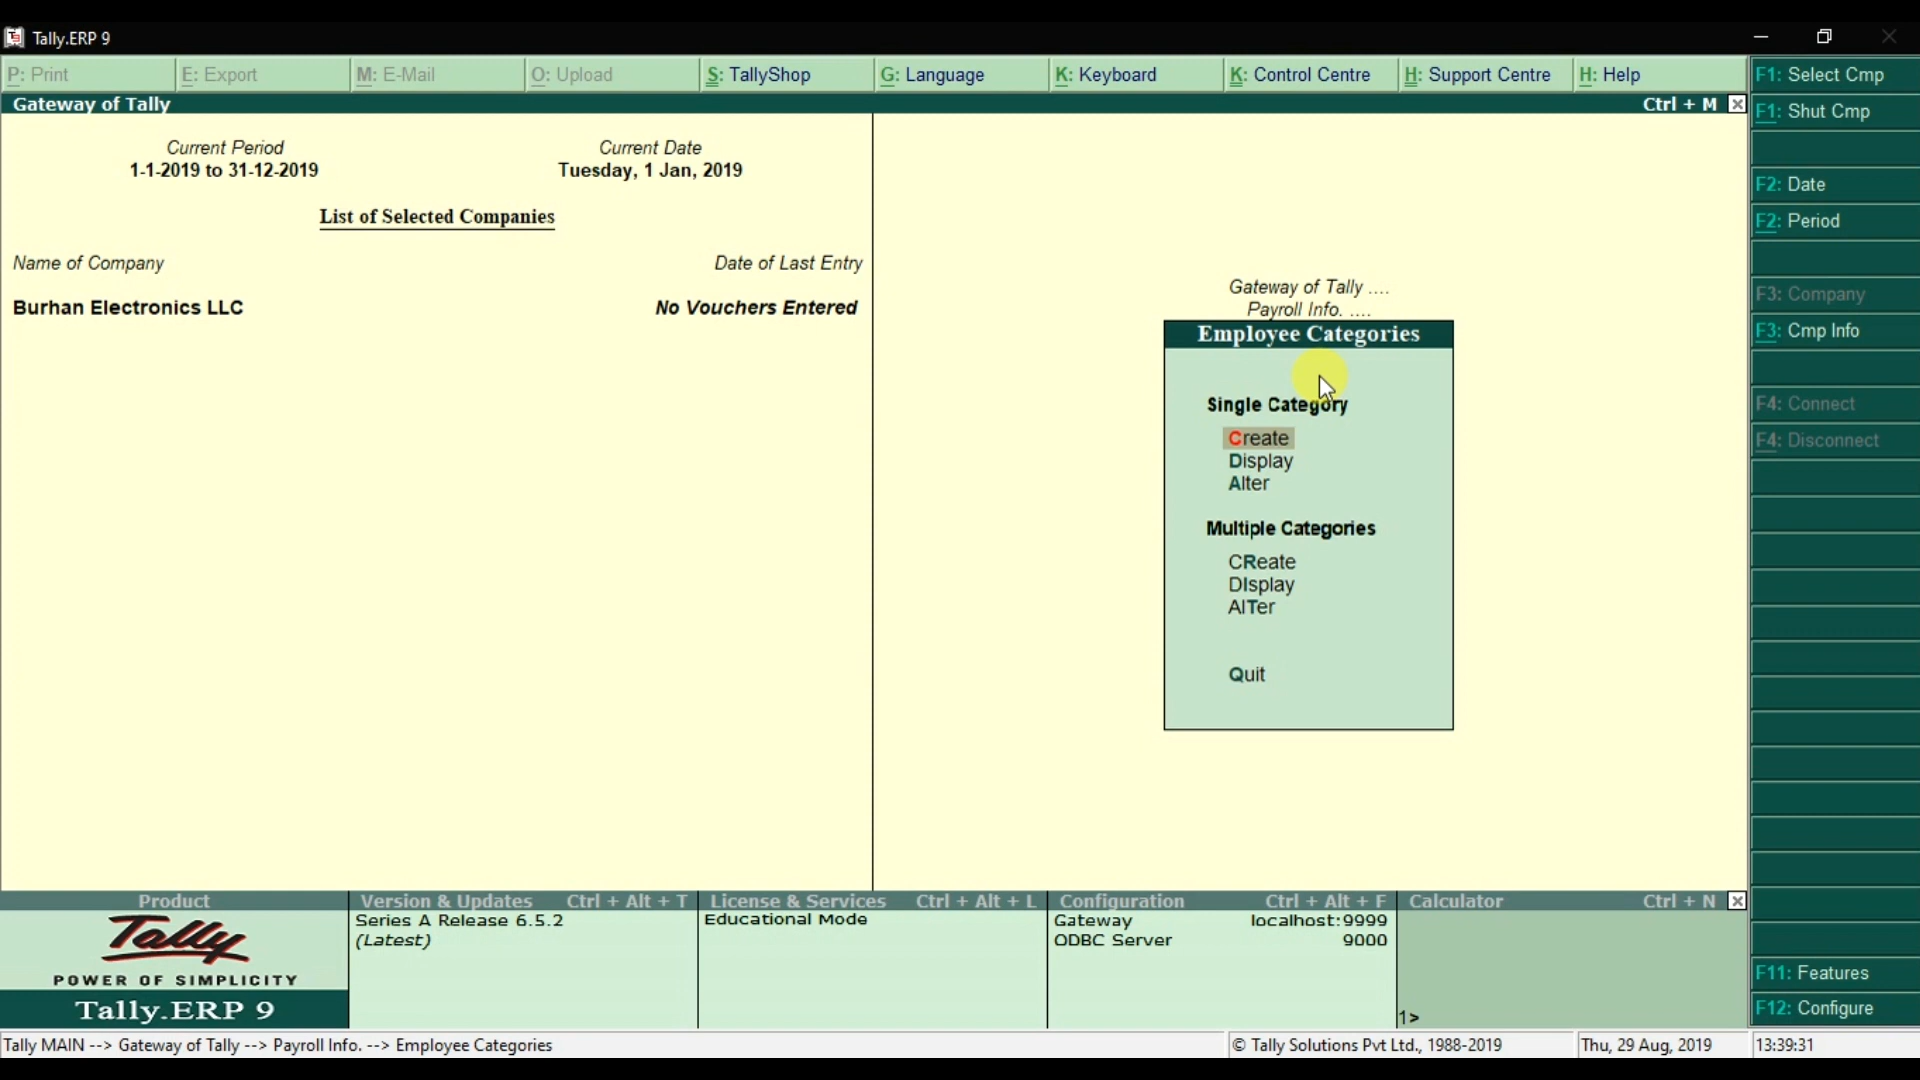 Tally.ERP 9
P: Print E: Export M: E-Mail O: Upload S: TallyShop G: Language K: Keyboard K: Control Centre H: Support Centre H: Help
Gateway of Tally Ctrl + M
Current Period Current Date
1-1-2019 to 31-12-2019 Tuesday, 1 Jan, 2019
List of Selected Companies
Name of Company Date of Last Entry
Burhan Electronics LLC No Vouchers Entered
Gateway of Tally ....
Payroll Info. ....
Employee Categories
Single Category
Create
Display
Alter
Multiple Categories
CReate
DIsplay
AlTer
Quit
F1: Select Cmp
F1: Shut Cmp
F2: Date
F2: Period
F3: Company
F3: Cmp Info
F4: Connect
F4: Disconnect
F11: Features
F12: Configure
Product
Tally
POWER OF SIMPLICITY
Tally.ERP 9
Version & Updates Ctrl + Alt + T
Series A Release 6.5.2
(Latest)
License & Services Ctrl + Alt + L
Educational Mode
Configuration Ctrl + Alt + F
Gateway localhost:9999
ODBC Server 9000
Calculator Ctrl + N
1>
Tally MAIN --> Gateway of Tally --> Payroll Info. --> Employee Categories © Tally Solutions Pvt Ltd., 1988-2019 Thu, 29 Aug, 2019 13:39:31